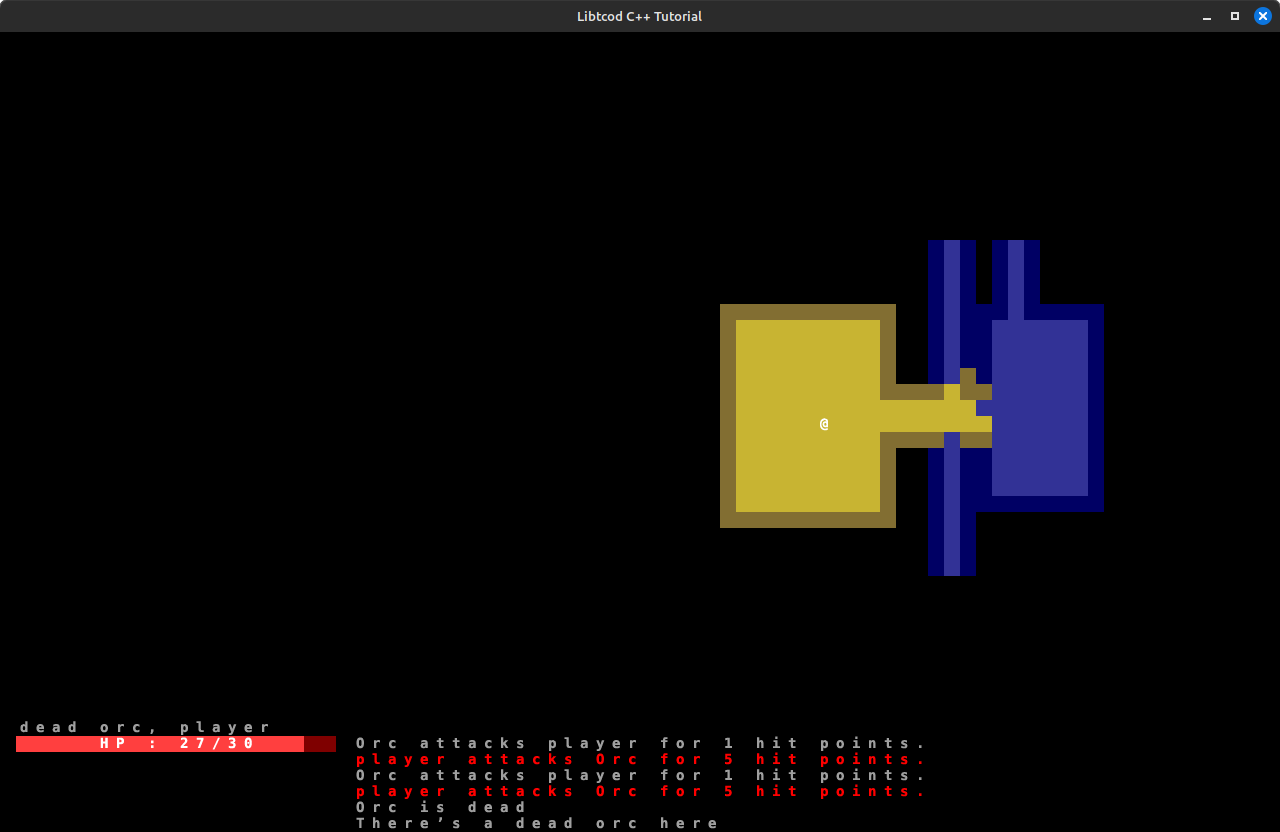 Libtcod C++ Tutorial
@
dead orc, player
HP : 27/30
Orc attacks player for 1 hit points.
player attacks Orc for 5 hit points.
Orc attacks player for 1 hit points.
player attacks Orc for 5 hit points.
Orc is dead
There's a dead orc here